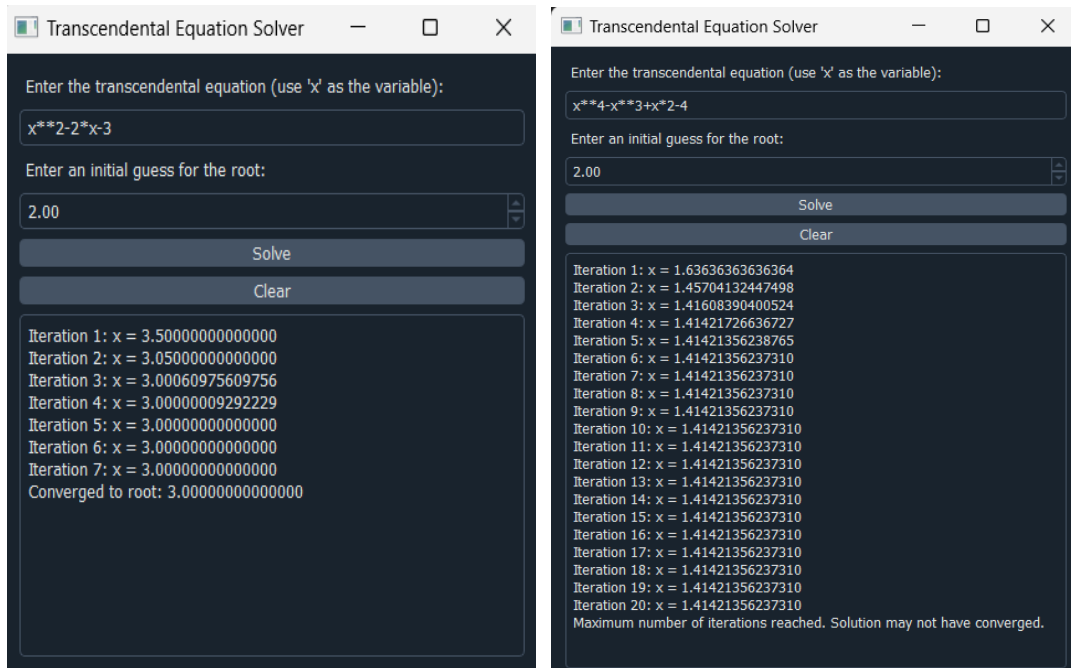 Transcendental Equation Solver
Enter the transcendental equation (use 'x' as the variable):
x**2-2*x-3
Enter an initial guess for the root:
2.00
Solve
Clear
Iteration 1: x = 3.50000000000000
Iteration 2: x = 3.05000000000000
Iteration 3: x = 3.00060975609756
Iteration 4: x = 3.00000009292229
Iteration 5: x = 3.00000000000000
Iteration 6: x = 3.00000000000000
Iteration 7: x = 3.00000000000000
Converged to root: 3.00000000000000
Transcendental Equation Solver
Enter the transcendental equation (use 'x' as the variable):
x**4-x**3+x*2-4
Enter an initial guess for the root:
2.00
Solve
Clear
Iteration 1: x = 1.63636363636364
Iteration 2: x = 1.45704132447498
Iteration 3: x = 1.41608390400524
Iteration 4: x = 1.41421726636727
Iteration 5: x = 1.41421356238765
Iteration 6: x = 1.41421356237310
Iteration 7: x = 1.41421356237310
Iteration 8: x = 1.41421356237310
Iteration 9: x = 1.41421356237310
Iteration 10: x = 1.41421356237310
Iteration 11: x = 1.41421356237310
Iteration 12: x = 1.41421356237310
Iteration 13: x = 1.41421356237310
Iteration 14: x = 1.41421356237310
Iteration 15: x = 1.41421356237310
Iteration 16: x = 1.41421356237310
Iteration 17: x = 1.41421356237310
Iteration 18: x = 1.41421356237310
Iteration 19: x = 1.41421356237310
Iteration 20: x = 1.41421356237310
Maximum number of iterations reached. Solution may not have converged.